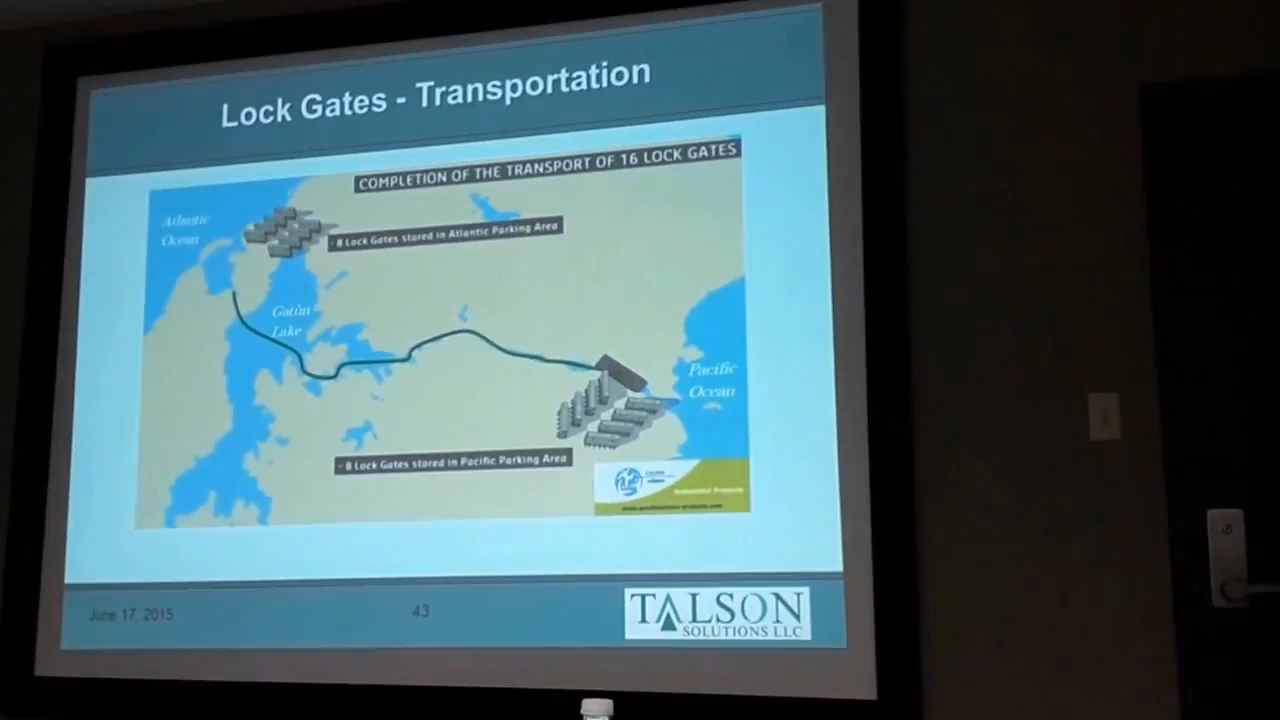 Lock Gates - Transportation
COMPLETION OF THE TRANSPORT OF 16 LOCK GATES
Atlantic
Ocean
- 8 Lock Gates stored in Atlantic Parking Area
Gatún
Lake
Pacific
Ocean
- 8 Lock Gates stored in Pacific Parking Area
June 17, 2015
43
TALSON
SOLUTIONS LLC